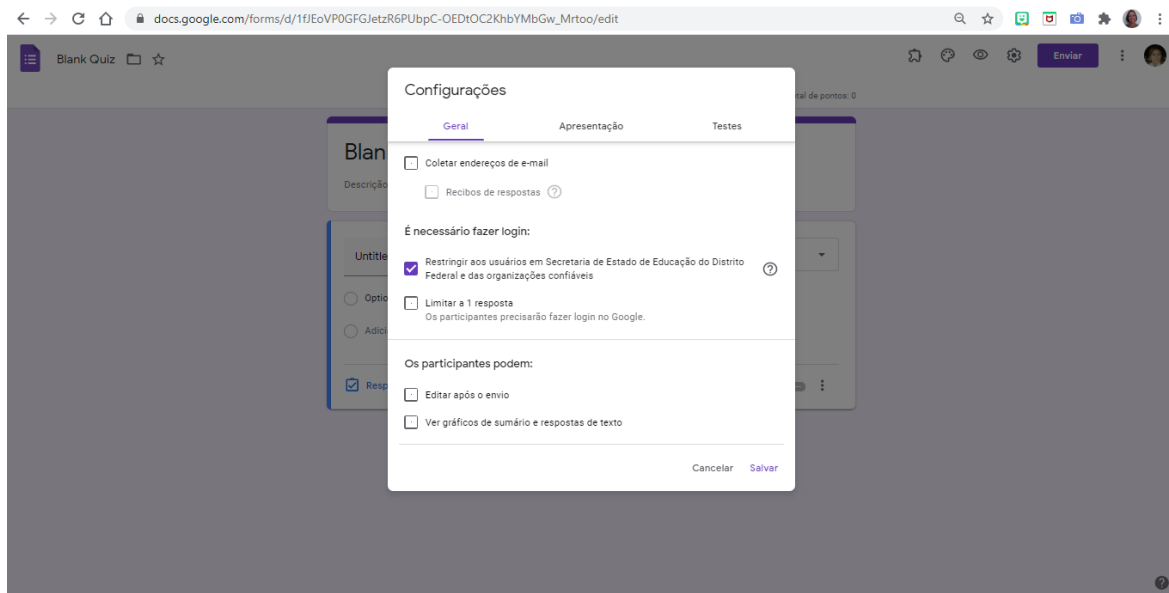 docs.google.com/forms/d/1fJEoVP0GFGJetzR6PUbpC-OEDtOC2KhbYMbGw_Mrtoo/edit
Blank Quiz
Enviar
tal de pontos: 0
Configurações
Geral Apresentação Testes
Blan
Descrição
Coletar endereços de e-mail
Recibos de respostas
É necessário fazer login:
Untitle
Restringir aos usuários em Secretaria de Estado de Educação do Distrito
Federal e das organizações confiáveis
Optio
Limitar a 1 resposta
Os participantes precisarão fazer login no Google.
Adici
Os participantes podem:
Resp
Editar após o envio
Ver gráficos de sumário e respostas de texto
Cancelar Salvar